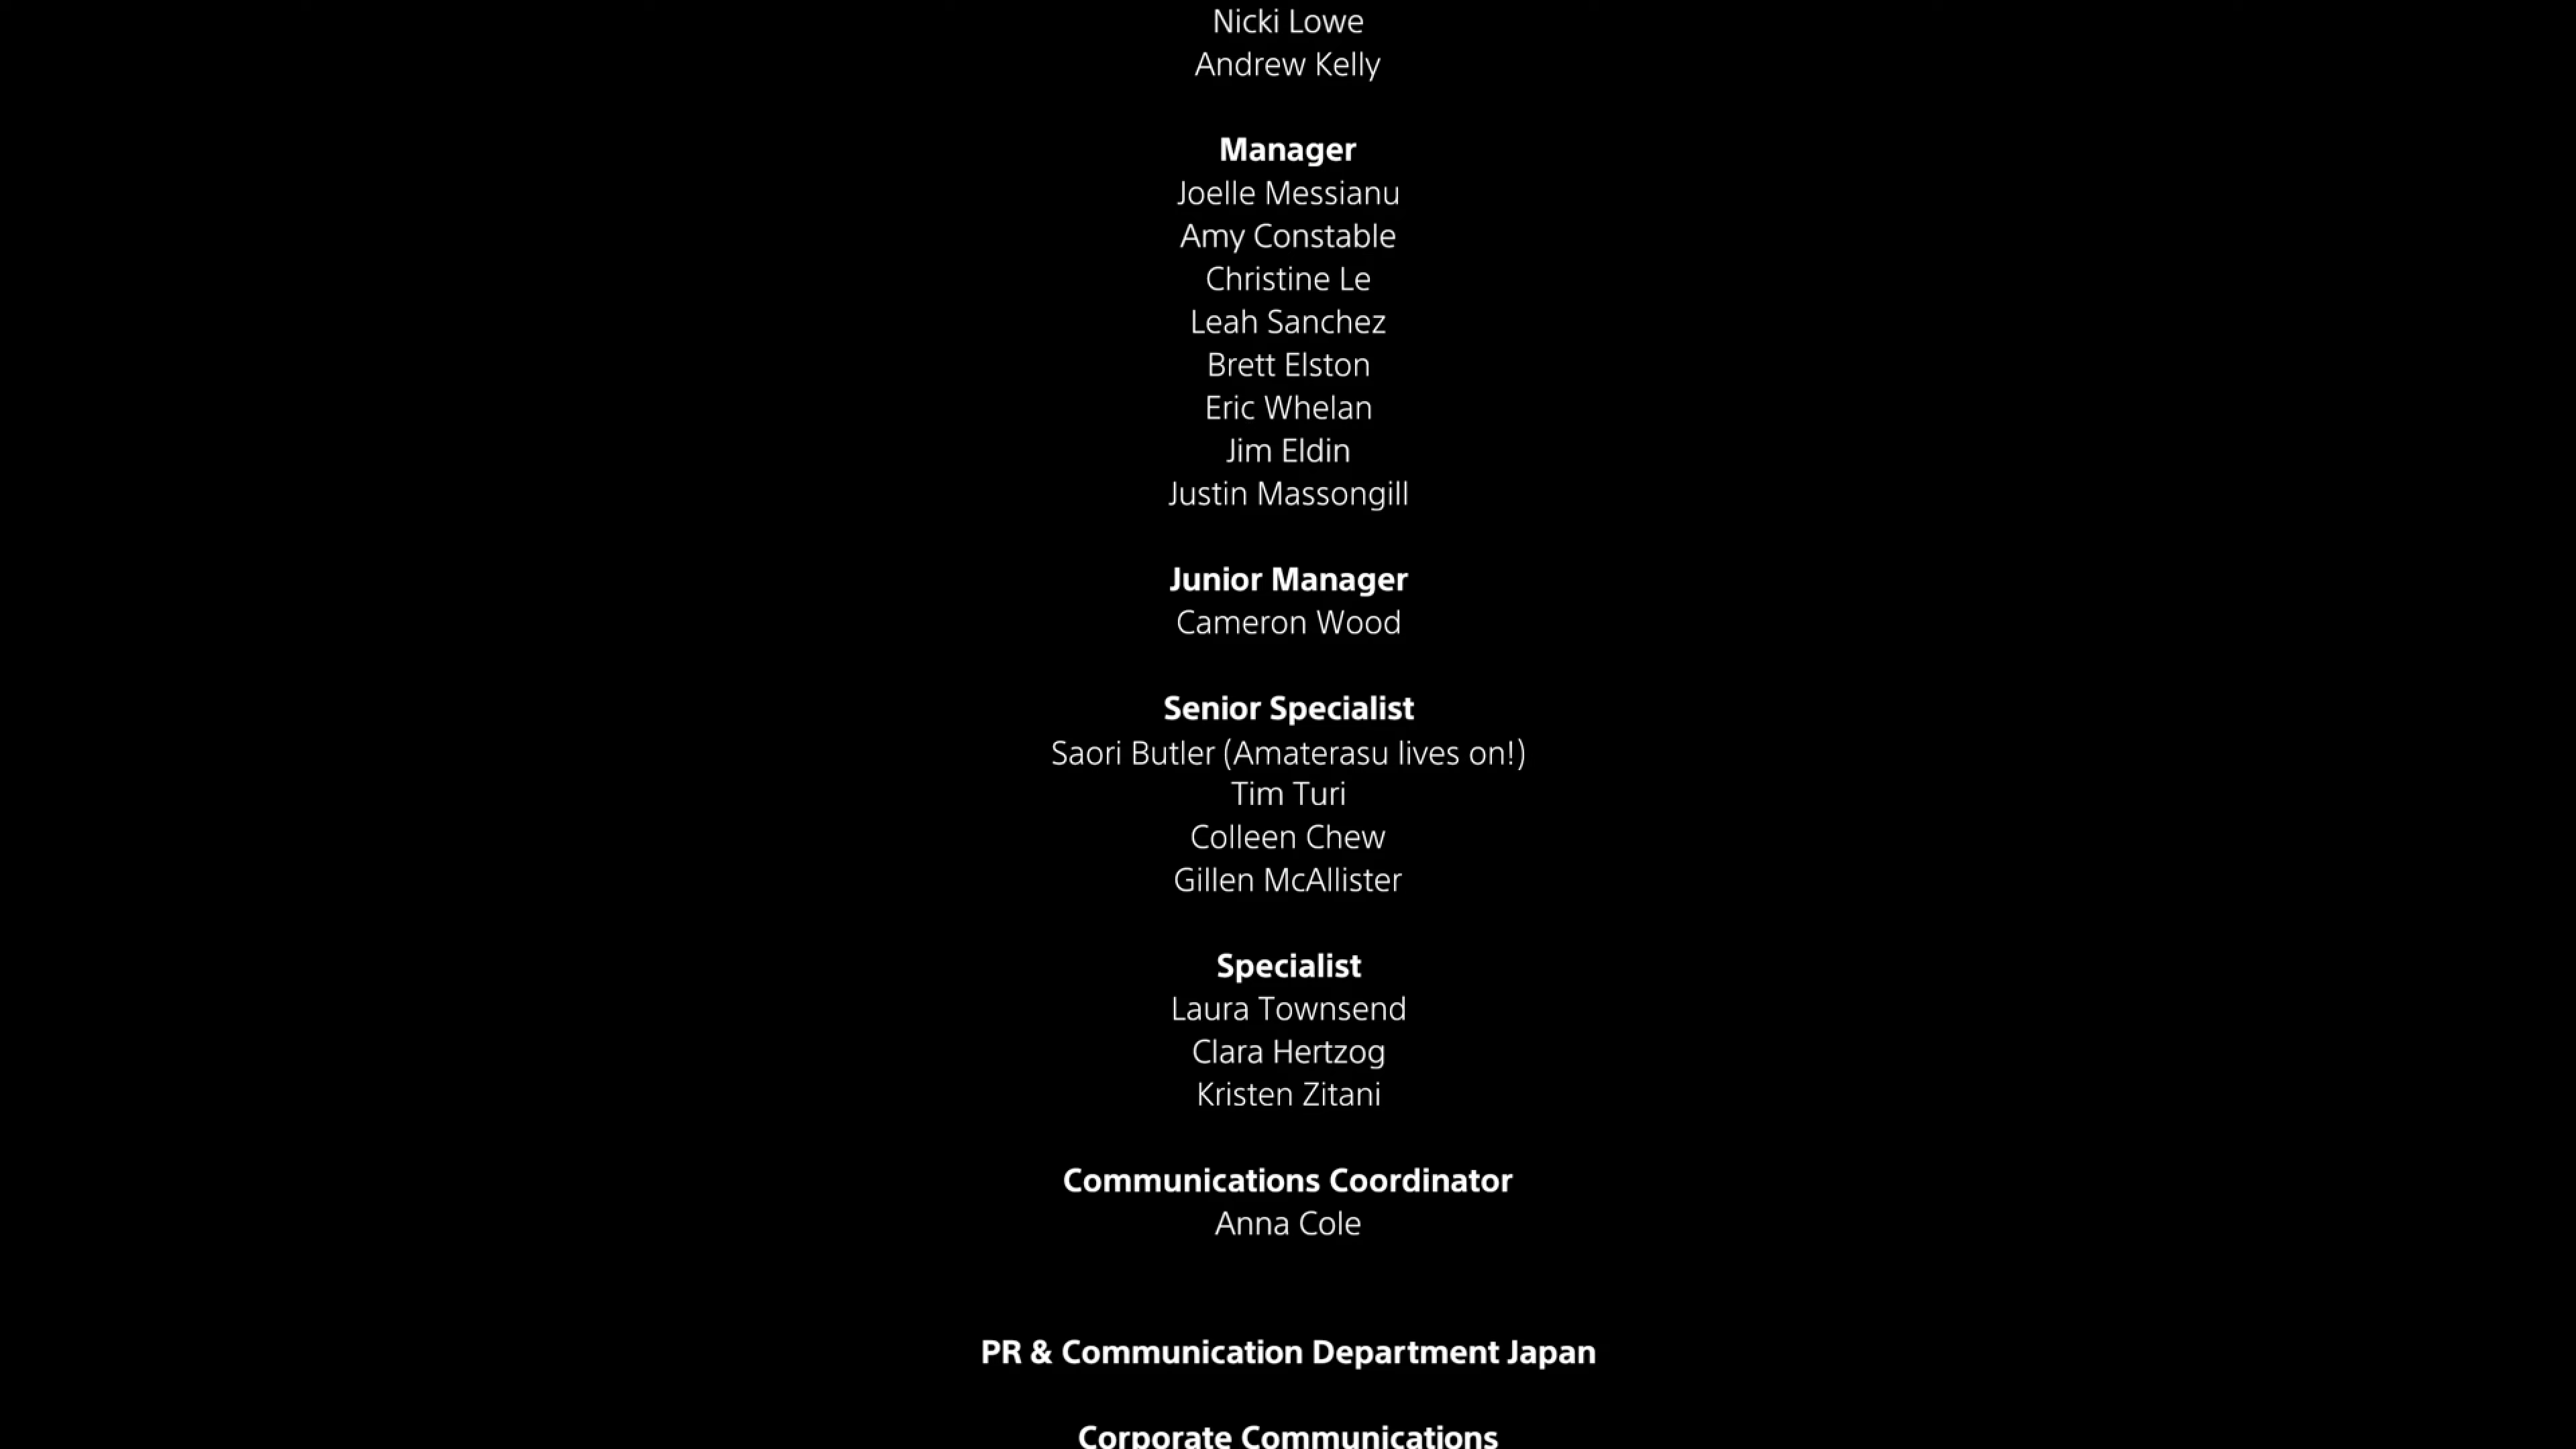 Nicki Lowe
Andrew Kelly
Manager
Joelle Messianu
Amy Constable
Christine Le
Leah Sanchez
Brett Elston
Eric Whelan
Jim Eldin
Justin Massongill
Junior Manager
Cameron Wood
Senior Specialist
Saori Butler (Amaterasu lives on!)
Tim Turi
Colleen Chew
Gillen McAllister
Specialist
Laura Townsend
Clara Hertzog
Kristen Zitani
Communications Coordinator
Anna Cole
PR & Communication Department Japan
Corporate Communications